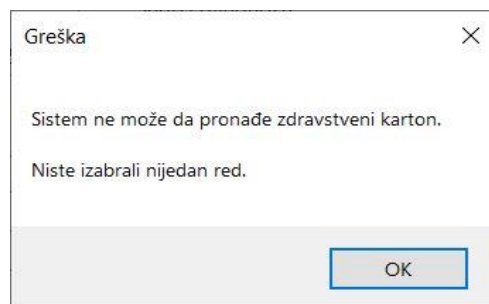 Greška
Sistem ne može da pronađe zdravstveni karton.
Niste izabrali nijedan red.
OK